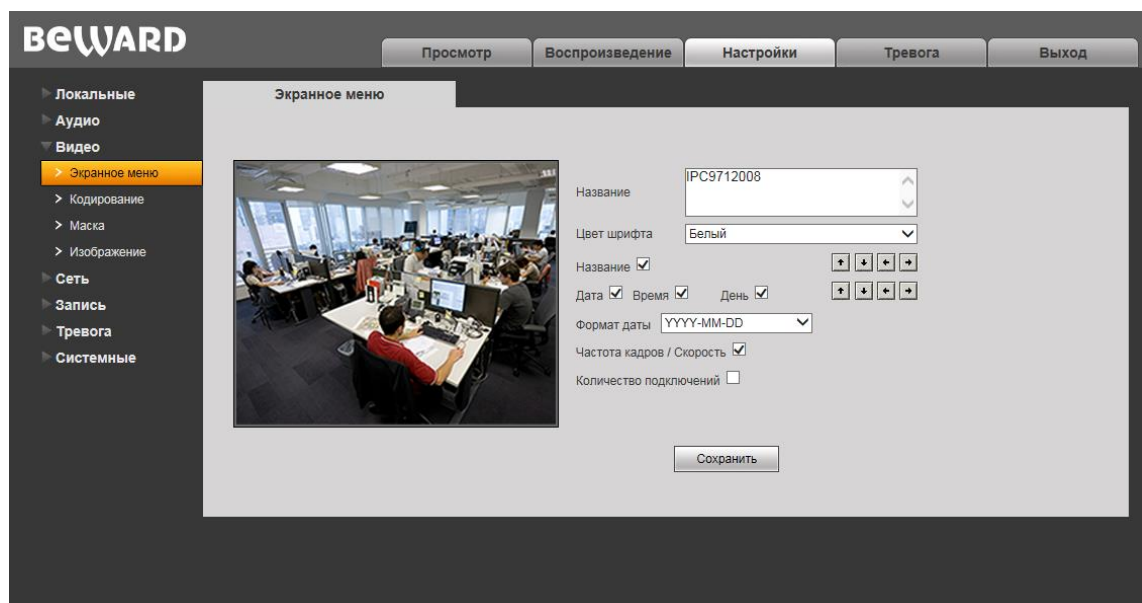 BEWARD
Просмотр Воспроизведение Настройки Тревога Выход
Локальные
Аудио
Видео
> Экранное меню
> Кодирование
> Маска
> Изображение
Сеть
Запись
Тревога
Системные
Экранное меню
Название IPC9712008
Цвет шрифта Белый
Название
Дата Время День
Формат даты YYYY-MM-DD
Частота кадров / Скорость
Количество подключений
Сохранить